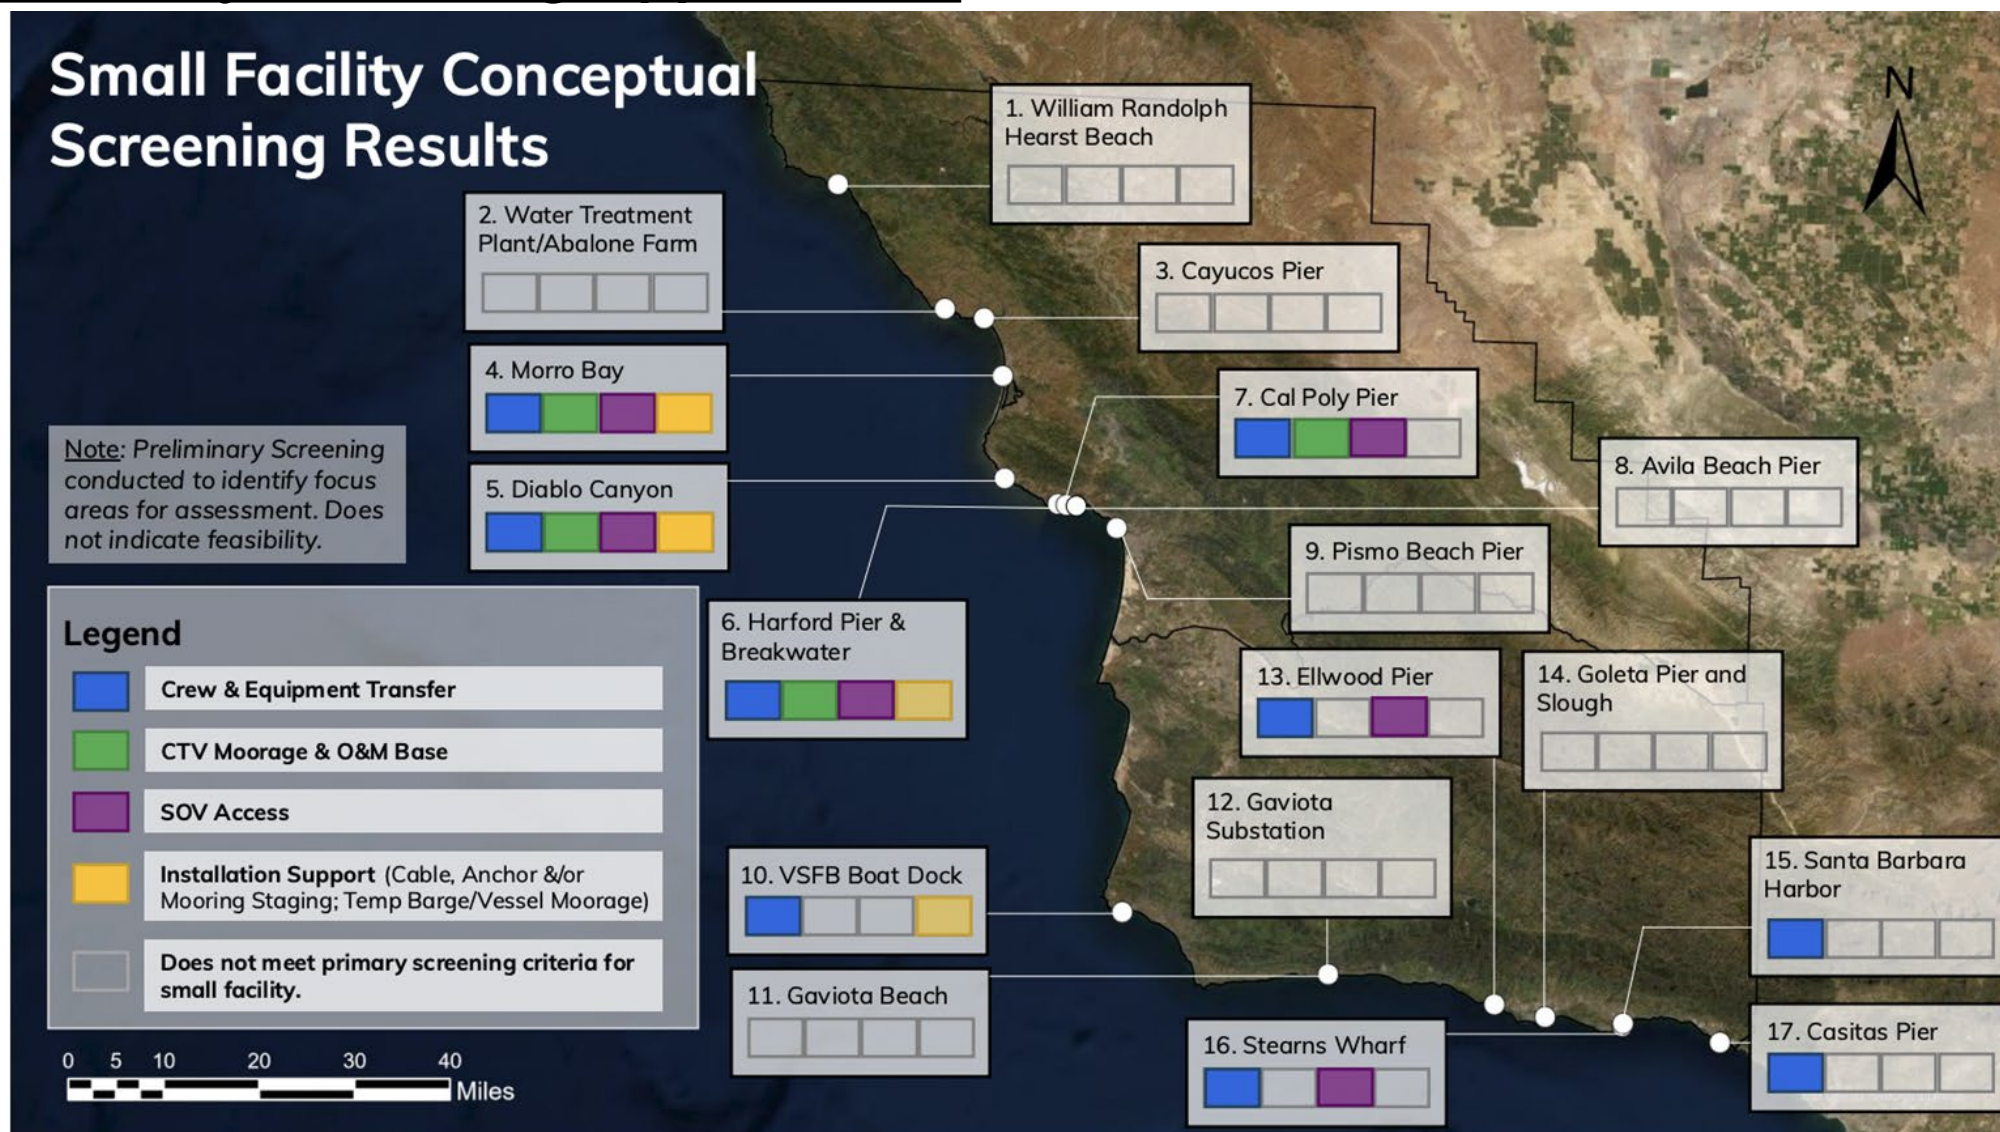 Small Facility Conceptual
Screening Results
N
1. William Randolph
Hearst Beach
2. Water Treatment
Plant/Abalone Farm
3. Cayucos Pier
4. Morro Bay
7. Cal Poly Pier
Note: Preliminary Screening
conducted to identify focus
areas for assessment. Does
not indicate feasibility.
8. Avila Beach Pier
5. Diablo Canyon
9. Pismo Beach Pier
6. Harford Pier &
Breakwater
13. Ellwood Pier
14. Goleta Pier and
Slough
Legend
Crew & Equipment Transfer
CTV Moorage & O&M Base
SOV Access
Installation Support (Cable, Anchor &/or
Mooring Staging; Temp Barge/Vessel Moorage)
Does not meet primary screening criteria for
small facility.
12. Gaviota
Substation
10. VSFB Boat Dock
15. Santa Barbara
Harbor
11. Gaviota Beach
16. Stearns Wharf
17. Casitas Pier
0 5 10 20 30 40
Miles